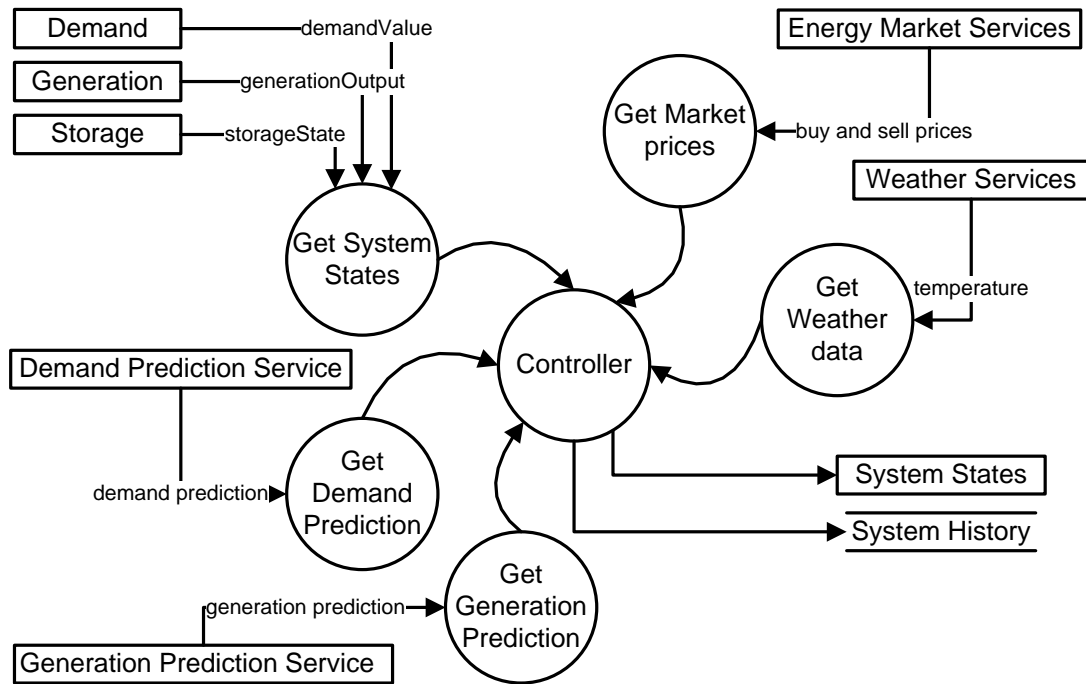 Demand
demandValue
Energy Market Services
Generation
generationOutput
Get Market
prices
buy and sell prices
Storage
storageState
Weather Services
Get System
States
Get
Weather
data
temperature
Demand Prediction Service
Controller
Get
Demand
Prediction
demand prediction
System States
System History
Get
Generation
Prediction
generation prediction
Generation Prediction Service